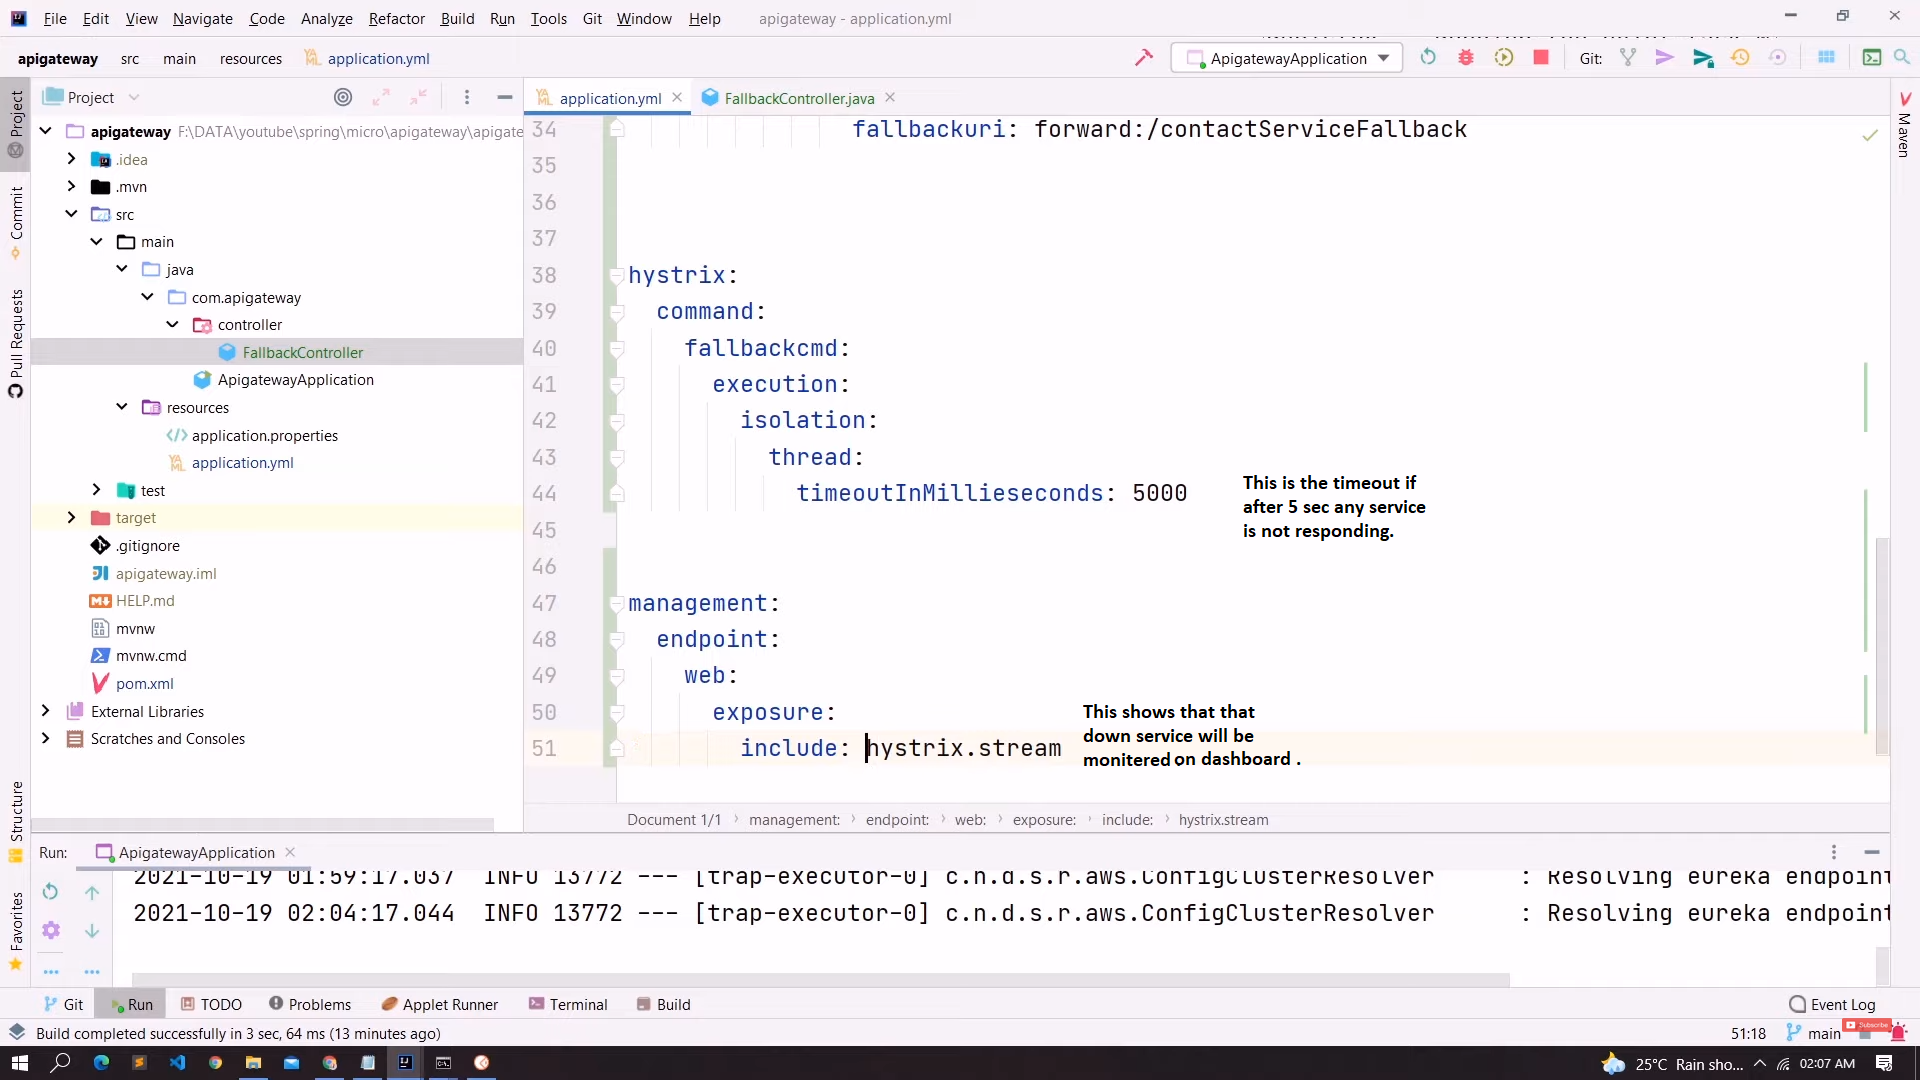 File Edit View Navigate Code Analyze Refactor Build Run Tools Git Window Help apigateway - application.yml
apigateway src main resources application.yml ApigatewayApplication Git:
Project
application.yml FallbackController.java
apigateway F:\DATA\youtube\spring\micro\apigateway\apigate
.idea
.mvn
src
main
java
com.apigateway
controller
FallbackController
ApigatewayApplication
resources
application.properties
application.yml
test
target
.gitignore
apigateway.iml
HELP.md
mvnw
mvnw.cmd
pom.xml
External Libraries
Scratches and Consoles
Project
Commit
Pull Requests
Structure
Favorites
Maven
34 fallbackuri: forward:/contactServiceFallback
35
36
37
38 hystrix:
39 command:
40 fallbackcmd:
41 execution:
42 isolation:
43 thread:
44 timeoutInMillieseconds: 5000
45
46
47 management:
48 endpoint:
49 web:
50 exposure:
51 include: hystrix.stream
This is the timeout if
after 5 sec any service
is not responding.
This shows that that
down service will be
monitered on dashboard .
Document 1/1 management: endpoint: web: exposure: include: hystrix.stream
Run: ApigatewayApplication
2021-10-19 01:59:17.037 INFO 13772 --- [trap-executor-0] c.n.d.s.r.aws.ConfigClusterResolver : Resolving eureka endpoint
2021-10-19 02:04:17.044 INFO 13772 --- [trap-executor-0] c.n.d.s.r.aws.ConfigClusterResolver : Resolving eureka endpoint
Git Run TODO Problems Applet Runner Terminal Build Event Log
Build completed successfully in 3 sec, 64 ms (13 minutes ago) 51:18 main Subscribe
25°C Rain sho... 02:07 AM